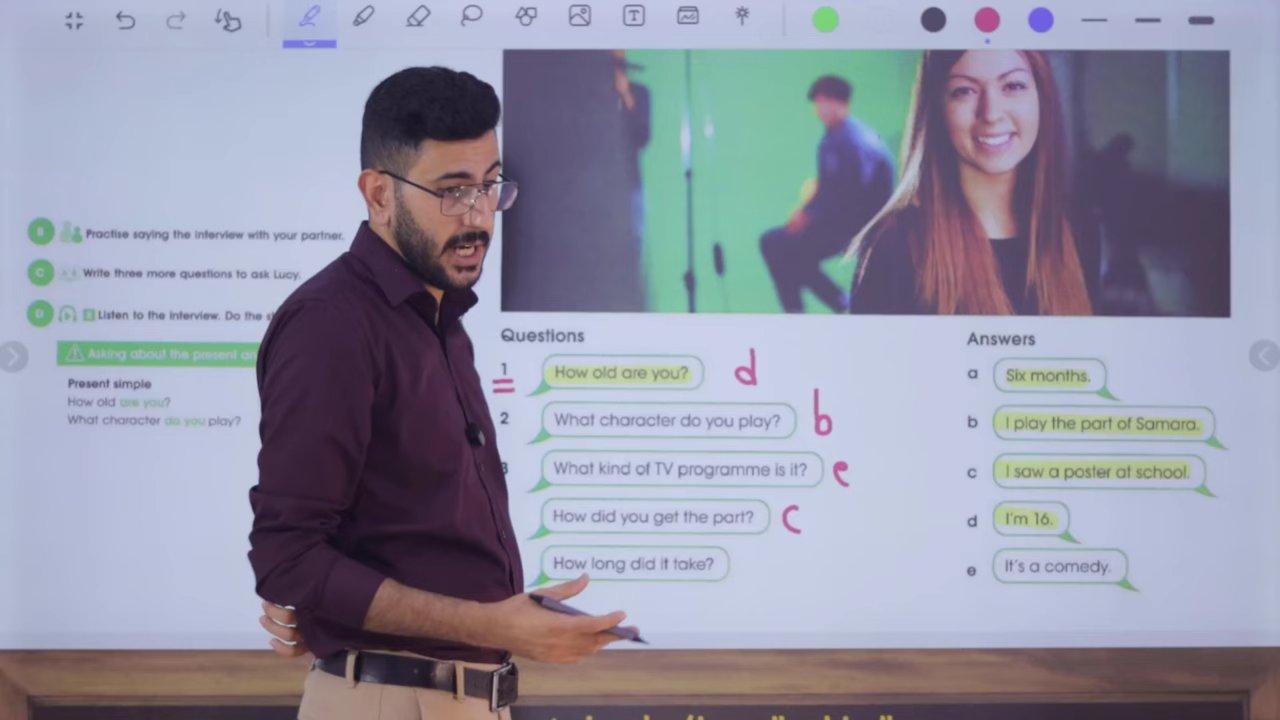 B Practise saying the interview with your partner.
C Write three more questions to ask Lucy.
D Listen to the interview. Do the
Asking about the present an
Present simple
How old are you?
What character do you play?
Questions
1 How old are you? d
2 What character do you play? b
3 What kind of TV programme is it? e
How did you get the part? c
How long did it take?
Answers
a Six months.
b I play the part of Samara.
c I saw a poster at school.
d I'm 16.
e It's a comedy.